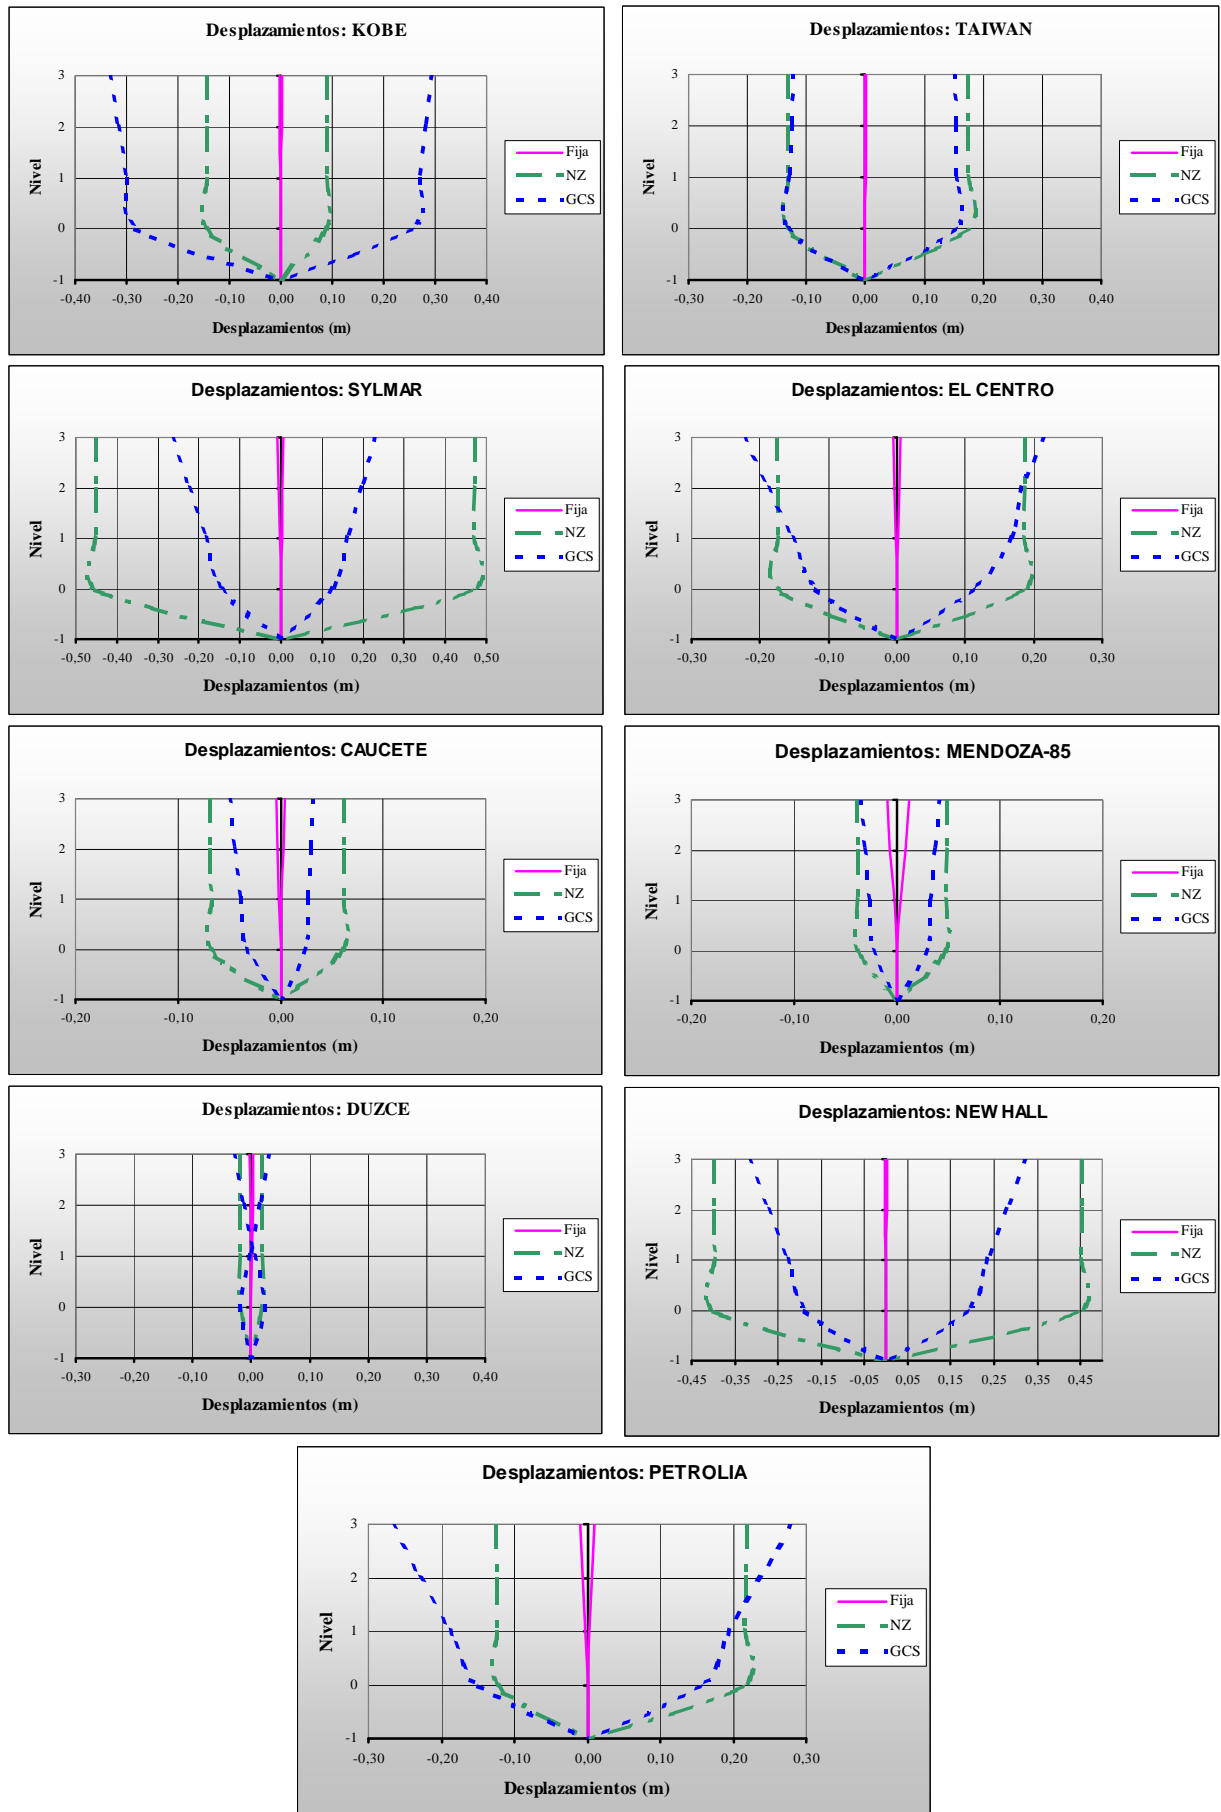 Desplazamientos: KOBE
3
2
1
0
-1
Nivel
-0,40 -0,30 -0,20 -0,10 0,00 0,10 0,20 0,30 0,40
Desplazamientos (m)
Fija
NZ
GCS
Desplazamientos: TAIWAN
3
2
1
0
-1
Nivel
-0,30 -0,20 -0,10 0,00 0,10 0,20 0,30 0,40
Desplazamientos (m)
Fija
NZ
GCS
Desplazamientos: SYLMAR
3
2
1
0
-1
Nivel
-0,50 -0,40 -0,30 -0,20 -0,10 0,00 0,10 0,20 0,30 0,40 0,50
Desplazamientos (m)
Fija
NZ
GCS
Desplazamientos: EL CENTRO
3
2
1
0
-1
Nivel
-0,30 -0,20 -0,10 0,00 0,10 0,20 0,30
Desplazamientos (m)
Fija
NZ
GCS
Desplazamientos: CAUCETE
3
2
1
0
-1
Nivel
-0,20 -0,10 0,00 0,10 0,20
Desplazamientos (m)
Fija
NZ
GCS
Desplazamientos: MENDOZA-85
3
2
1
0
-1
Nivel
-0,20 -0,10 0,00 0,10 0,20
Desplazamientos (m)
Fija
NZ
GCS
Desplazamientos: DUZCE
3
2
1
0
-1
Nivel
-0,30 -0,20 -0,10 0,00 0,10 0,20 0,30 0,40
Desplazamientos (m)
Fija
NZ
GCS
Desplazamientos: NEW HALL
3
2
1
0
-1
Nivel
-0,45 -0,35 -0,25 -0,15 -0,05 0,05 0,15 0,25 0,35 0,45
Desplazamientos (m)
Fija
NZ
GCS
Desplazamientos: PETROLIA
3
2
1
0
-1
Nivel
-0,30 -0,20 -0,10 0,00 0,10 0,20 0,30
Desplazamientos (m)
Fija
NZ
GCS